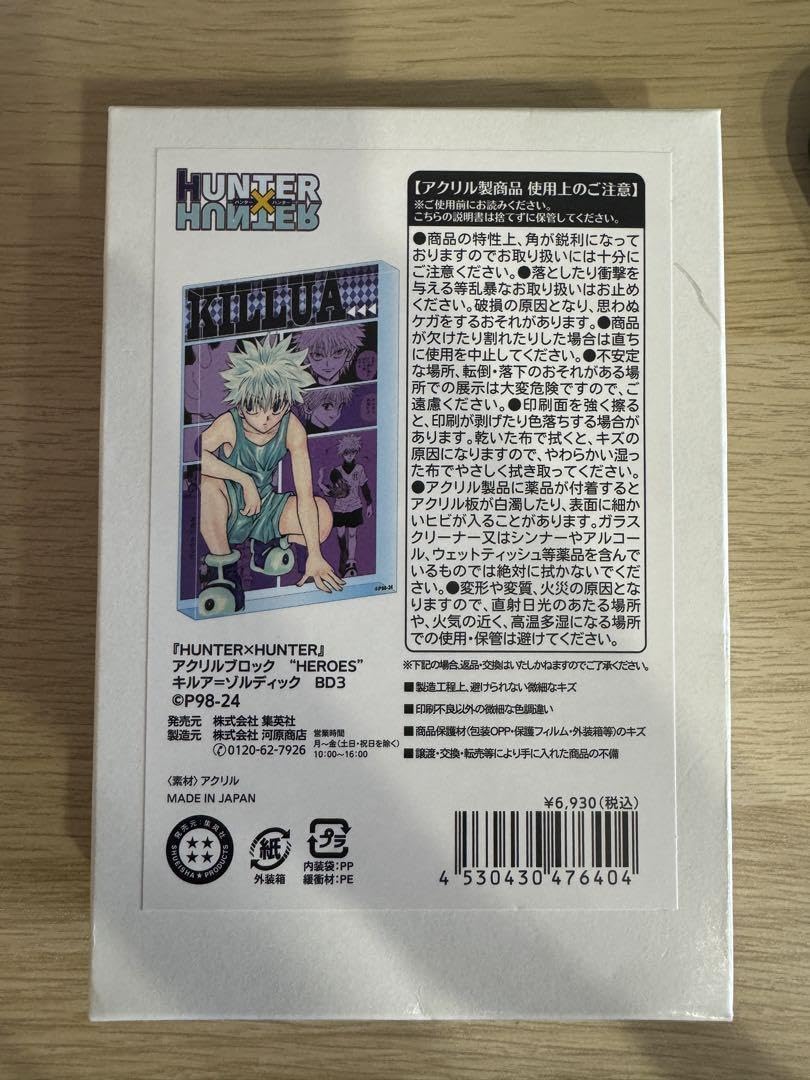 HUNTER
×
ハンター ハンター
HUNTER
KILLUA
©P98-24
『HUNTER×HUNTER』
アクリルブロック “HEROES”
キルア=ゾルディック BD3
©P98-24
発売元 株式会社 集英社
製造元 株式会社 河原商店
0120-62-7926
営業時間
月~金(土日・祝日を除く)
10:00~16:00
〈素材〉アクリル
MADE IN JAPAN
発売元:集英社
SHUEISHA★PRODUCTS
紙
外装箱
プラ
内装袋:PP
緩衝材:PE
【アクリル製商品 使用上のご注意】
※ご使用前にお読みください。
こちらの説明書は捨てずに保管してください。
●商品の特性上、角が鋭利になって
おりますのでお取り扱いには十分に
ご注意ください。●落としたり衝撃を
与える等乱暴なお取り扱いはお止め
ください。破損の原因となり、思わぬ
ケガをするおそれがあります。●商品
が欠けたり割れたりした場合は直ち
に使用を中止してください。●不安定
な場所、転倒・落下のおそれがある場
所での展示は大変危険ですので、ご
遠慮ください。●印刷面を強く擦る
と、印刷が剥げたり色落ちする場合が
あります。乾いた布で拭くと、キズの
原因になりますので、やわらかい湿っ
た布でやさしく拭き取ってください。
●アクリル製品に薬品が付着すると
アクリル板が白濁したり、表面に細か
いヒビが入ることがあります。ガラス
クリーナー又はシンナーやアルコー
ル、ウェットティッシュ等薬品を含んで
いるものでは絶対に拭かないでくだ
さい。●変形や変質、火災の原因とな
りますので、直射日光のあたる場所
や、火気の近く、高温多湿になる場所
での使用・保管は避けてください。
※下記の場合、返品・交換はいたしかねますのでご了承ください。
■製造工程上、避けられない微細なキズ
■印刷不良以外の微細な色調違い
■商品保護材(包装OPP・保護フィルム・外装箱等)のキズ
■譲渡・交換・転売等により手に入れた商品の不備
¥6,930(税込)
4 530430 476404